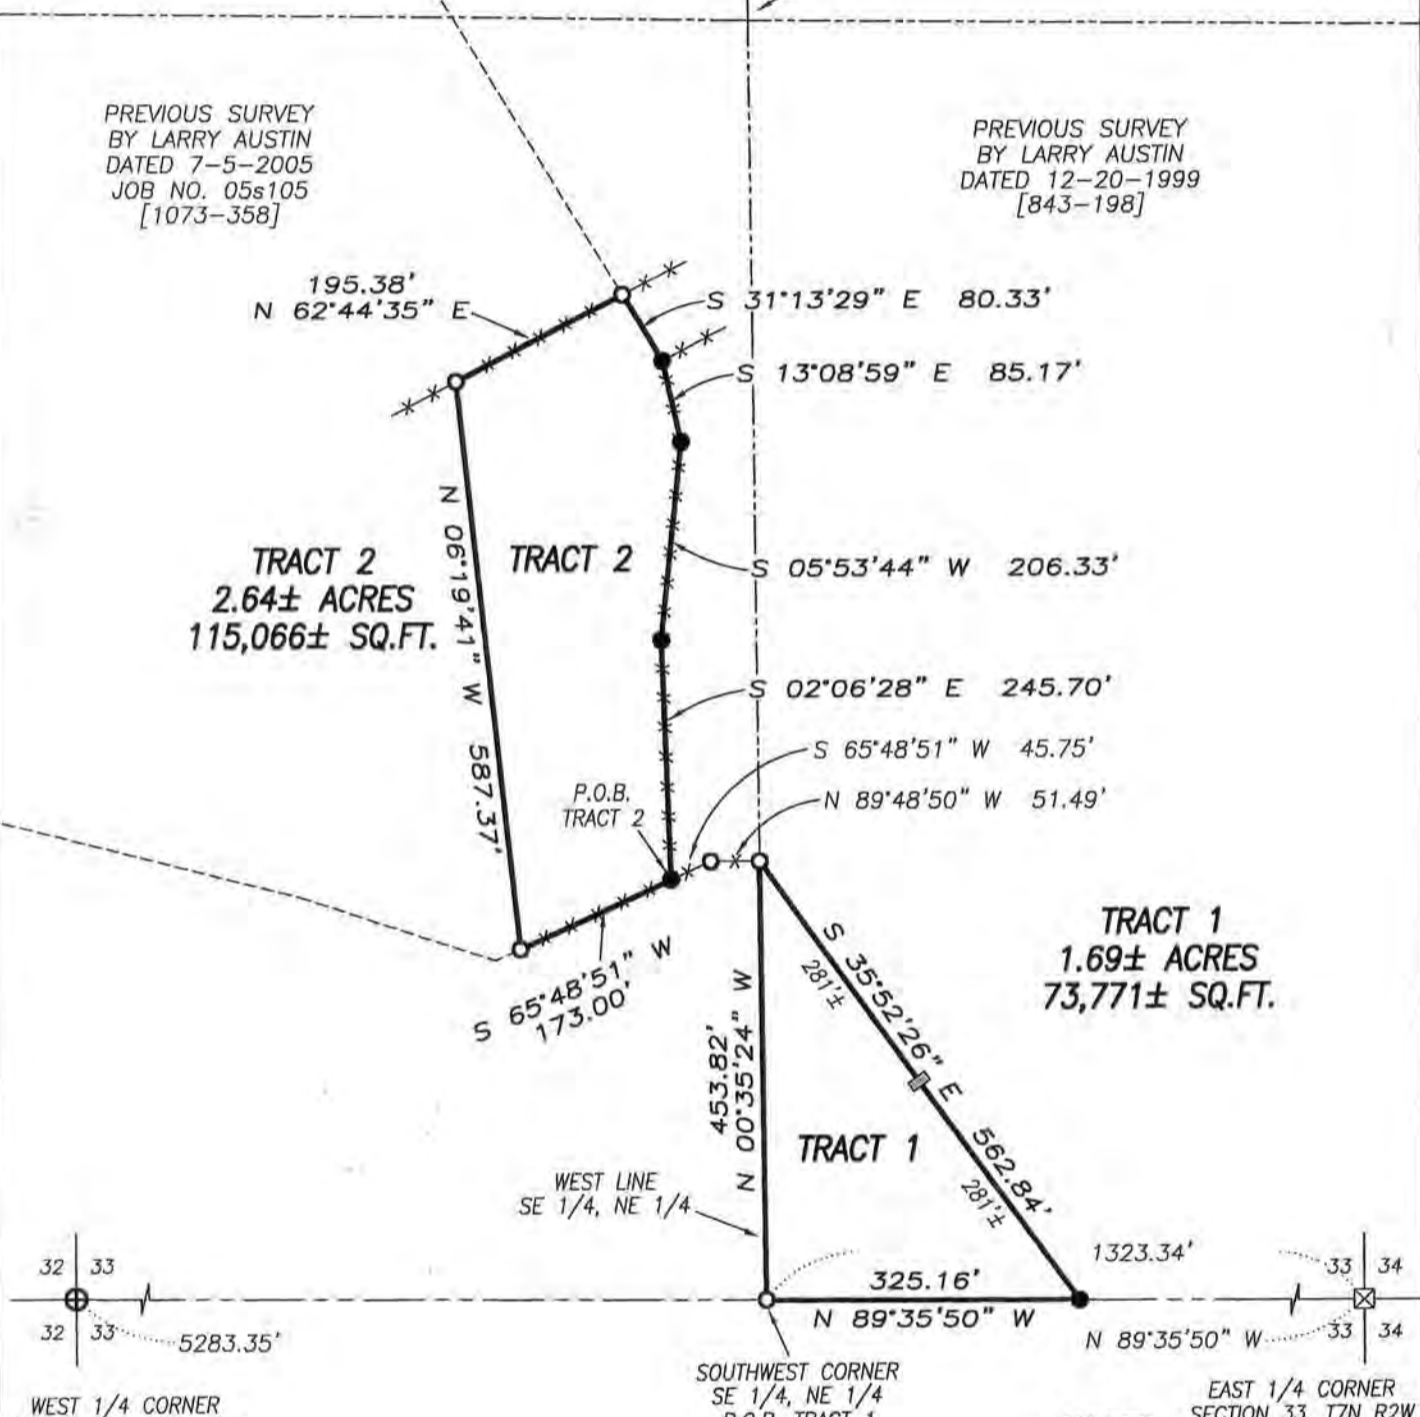 PREVIOUS SURVEY
BY LARRY AUSTIN
DATED 7-5-2005
JOB NO. 05s105
[1073-358]
PREVIOUS SURVEY
BY LARRY AUSTIN
DATED 12-20-1999
[843-198]
195.38'
N 62°44'35" E
S 31°13'29" E 80.33'
S 13°08'59" E 85.17'
N 06°19'41" W 587.37'
TRACT 2
2.64± ACRES
115,066± SQ.FT.
TRACT 2
S 05°53'44" W 206.33'
S 02°06'28" E 245.70'
S 65°48'51" W 45.75'
N 89°48'50" W 51.49'
P.O.B.
TRACT 2
S 65°48'51" W
173.00'
TRACT 1
1.69± ACRES
73,771± SQ.FT.
S 35°52'26" E 562.84'
281'±
281'±
453.82'
N 00°35'24" W
TRACT 1
WEST LINE
SE 1/4, NE 1/4
1323.34'
325.16'
N 89°35'50" W
32 33
32 33
5283.35'
33 34
33 34
N 89°35'50" W
WEST 1/4 CORNER
SOUTHWEST CORNER
SE 1/4, NE 1/4
P.O.B. TRACT 1
EAST 1/4 CORNER
SECTION 33, T7N, R2W